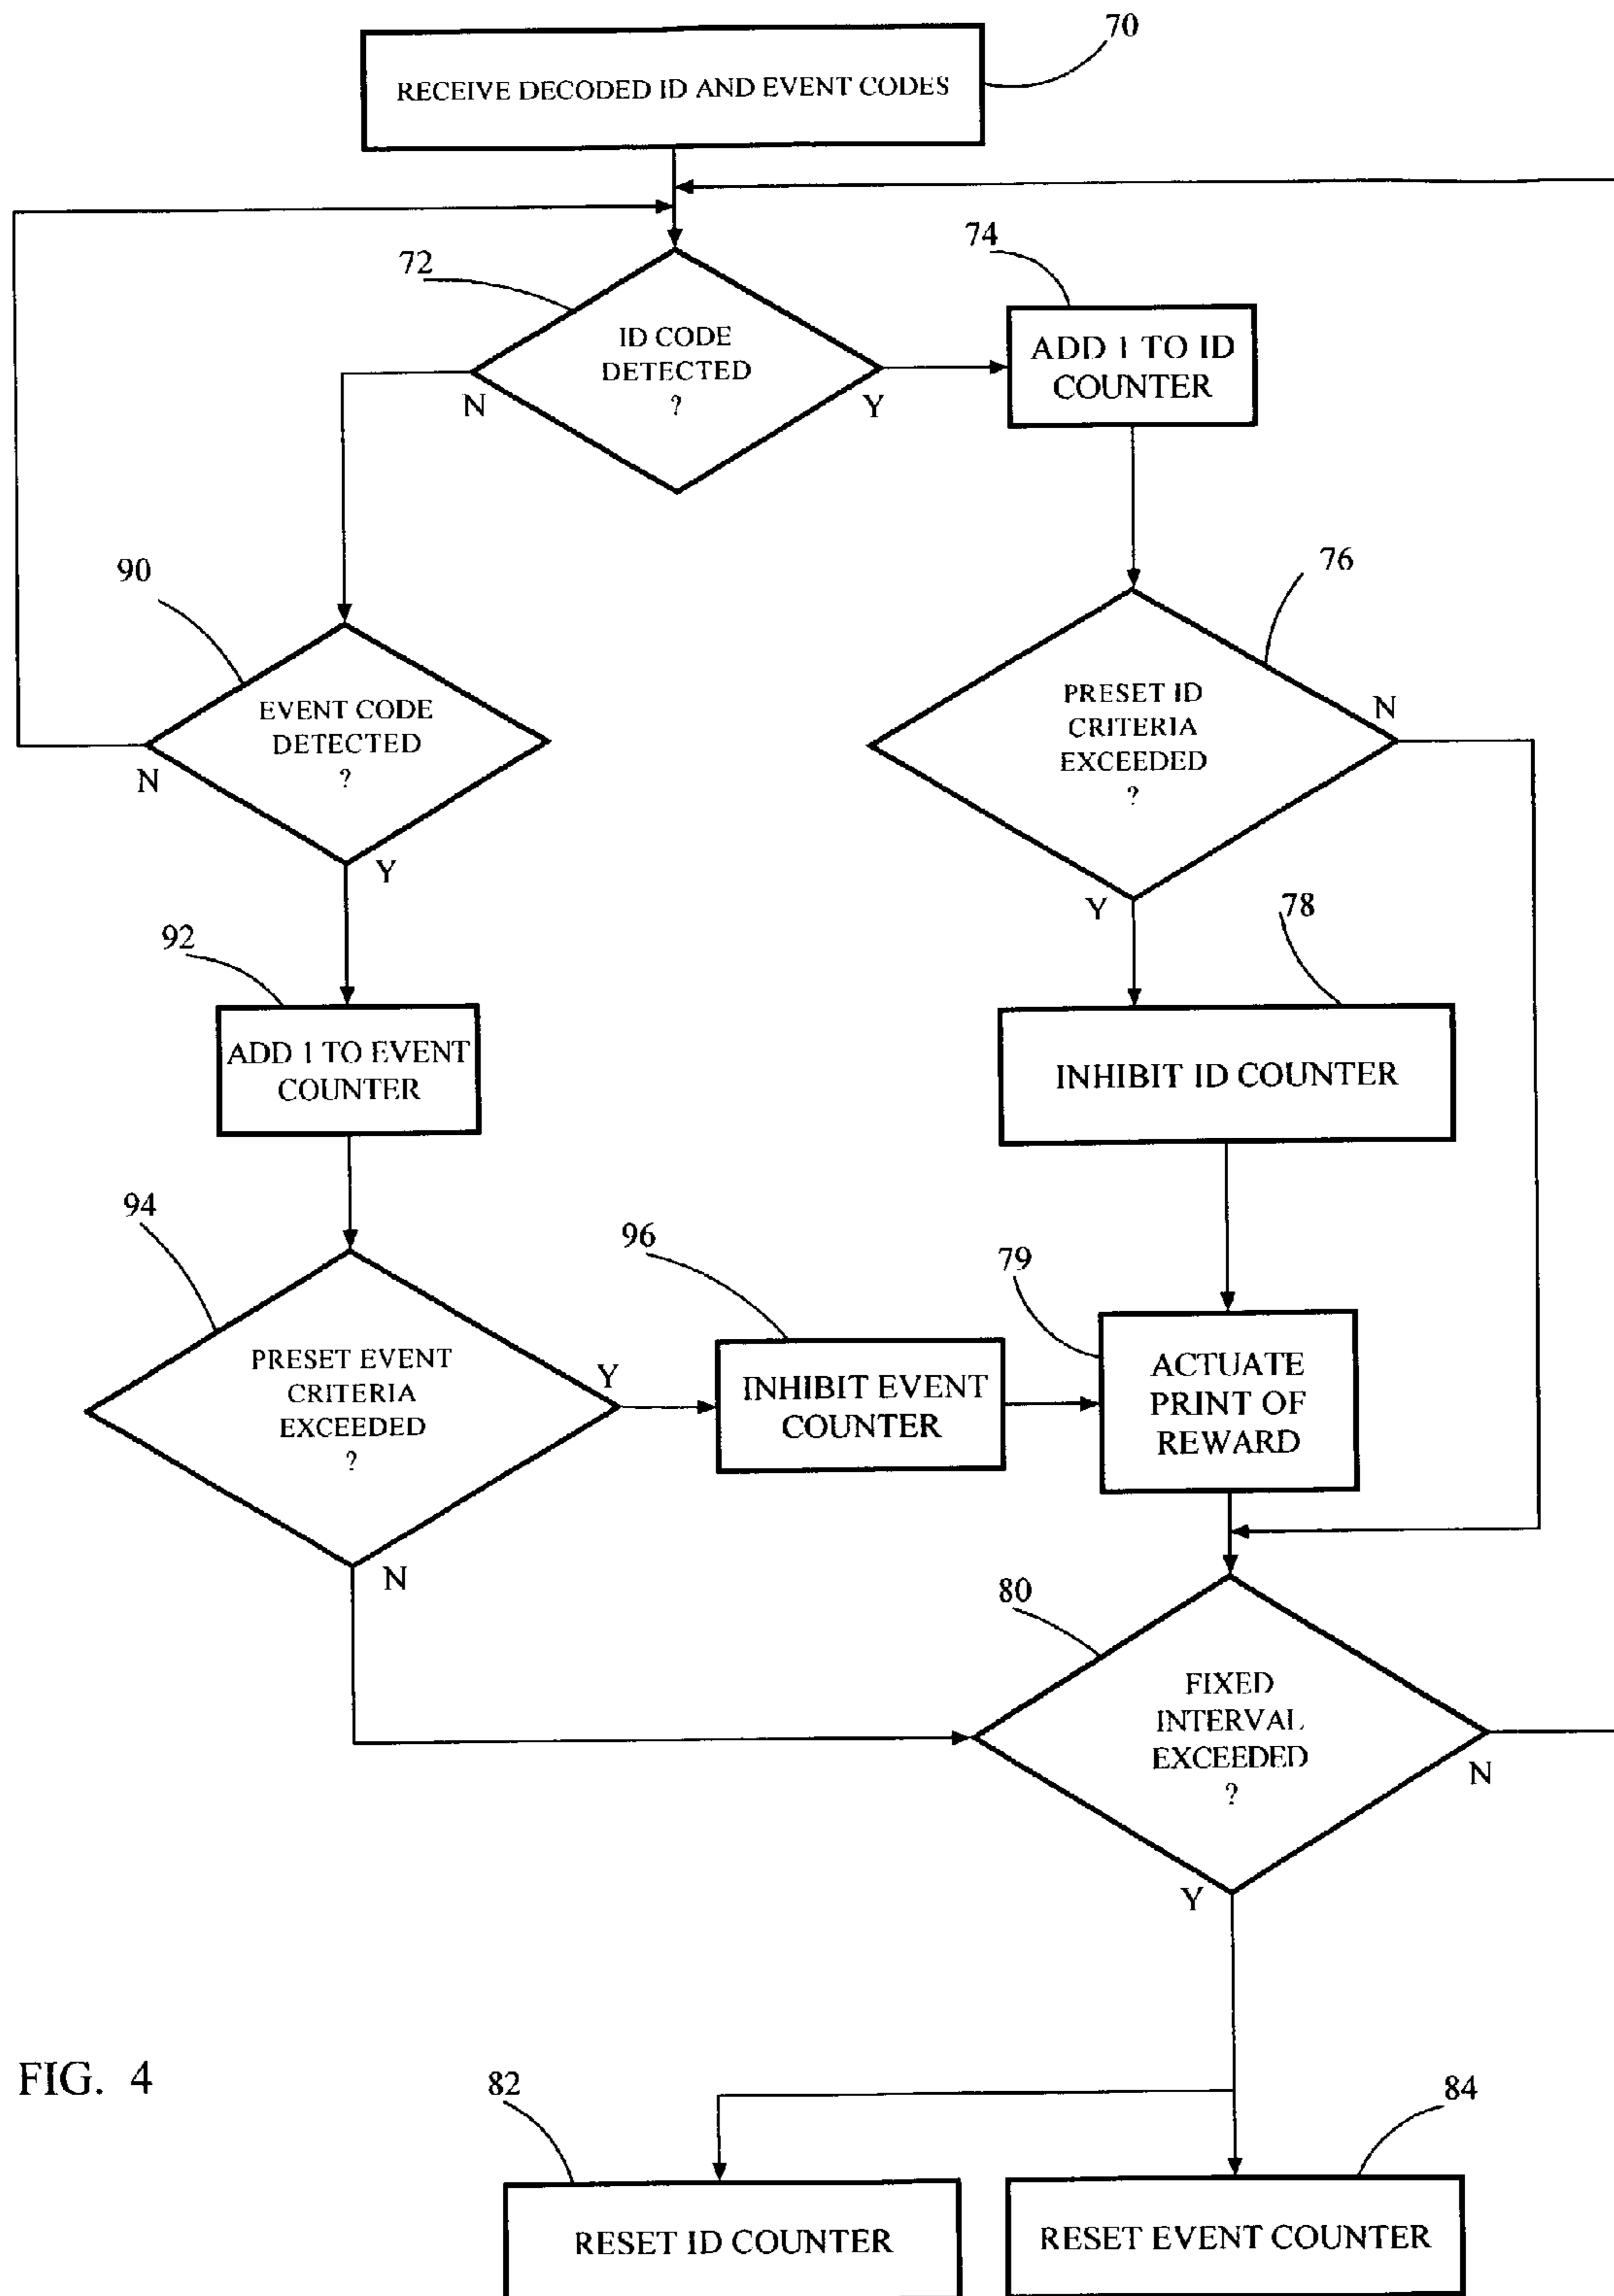 70
RECEIVE DECODED ID AND EVENT CODES
72
74
ID CODE
DETECTED
?
N
Y
ADD 1 TO ID
COUNTER
90
76
EVENT CODE
DETECTED
?
N
Y
PRESET ID
CRITERIA
EXCEEDED
?
N
Y
92
78
ADD 1 TO EVENT
COUNTER
INHIBIT ID COUNTER
94
96
79
PRESET EVENT
CRITERIA
EXCEEDED
?
Y
N
INHIBIT EVENT
COUNTER
ACTUATE
PRINT OF
REWARD
80
FIXED
INTERVAL
EXCEEDED
?
N
Y
FIG. 4
82
84
RESET ID COUNTER
RESET EVENT COUNTER